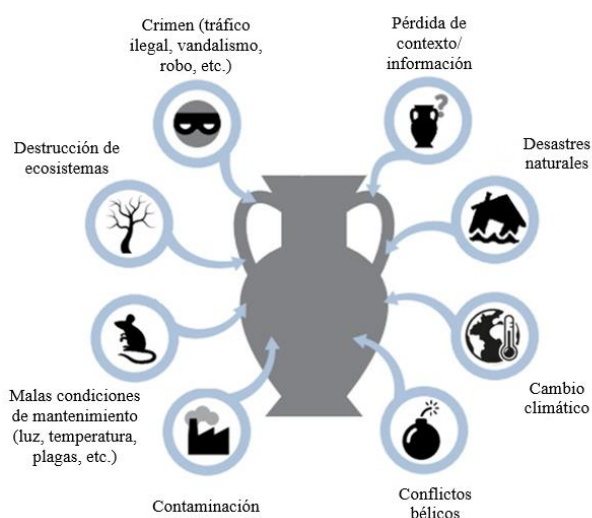 Crimen (tráfico
ilegal, vandalismo,
robo, etc.)
Pérdida de
contexto/
información
Destrucción de
ecosistemas
Desastres
naturales
?
Malas condiciones
de mantenimiento
(luz, temperatura,
plagas, etc.)
Cambio
climático
Contaminación
Conflictos
bélicos